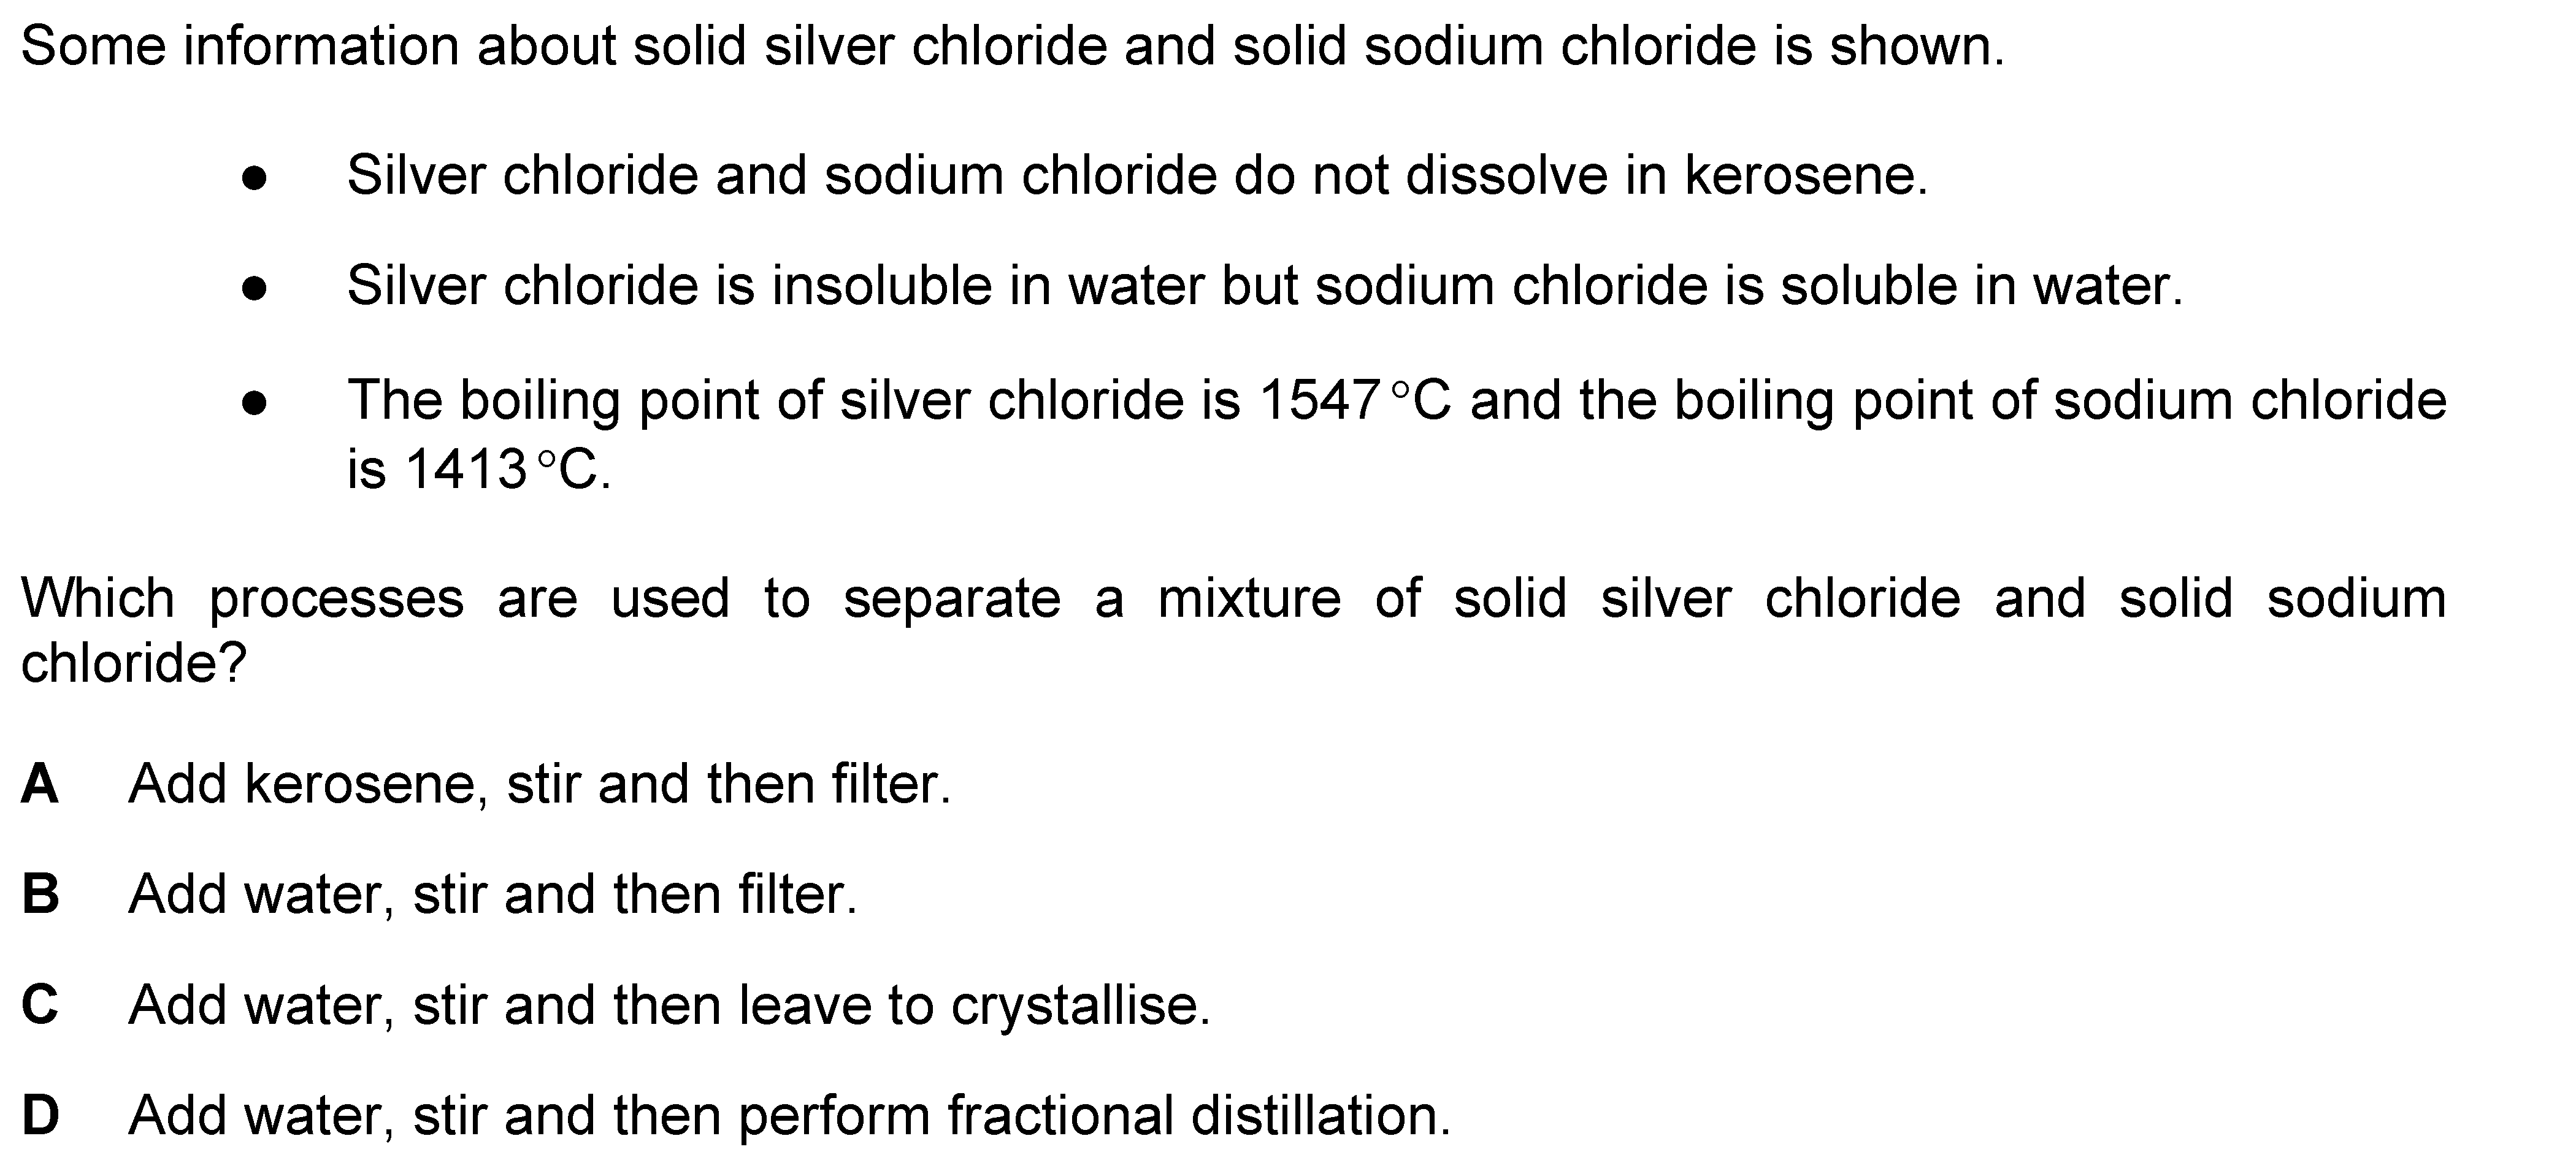 Some information about solid silver chloride and solid sodium chloride is shown.
● Silver chloride and sodium chloride do not dissolve in kerosene.
● Silver chloride is insoluble in water but sodium chloride is soluble in water.
● The boiling point of silver chloride is 1547 °C and the boiling point of sodium chloride
is 1413 °C.
Which processes are used to separate a mixture of solid silver chloride and solid sodium
chloride?
A Add kerosene, stir and then filter.
B Add water, stir and then filter.
C Add water, stir and then leave to crystallise.
D Add water, stir and then perform fractional distillation.